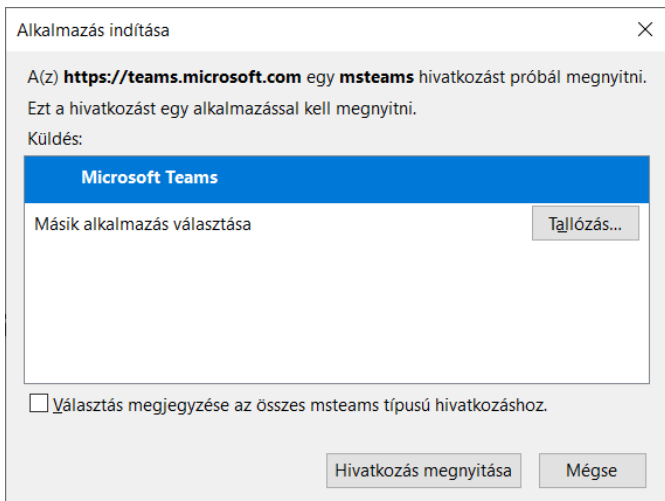 Alkalmazás indítása
A(z) https://teams.microsoft.com egy msteams hivatkozást próbál megnyitni.
Ezt a hivatkozást egy alkalmazással kell megnyitni.
Küldés:
Microsoft Teams
Másik alkalmazás választása
Tallózás...
Választás megjegyzése az összes msteams típusú hivatkozáshoz.
Hivatkozás megnyitása
Mégse